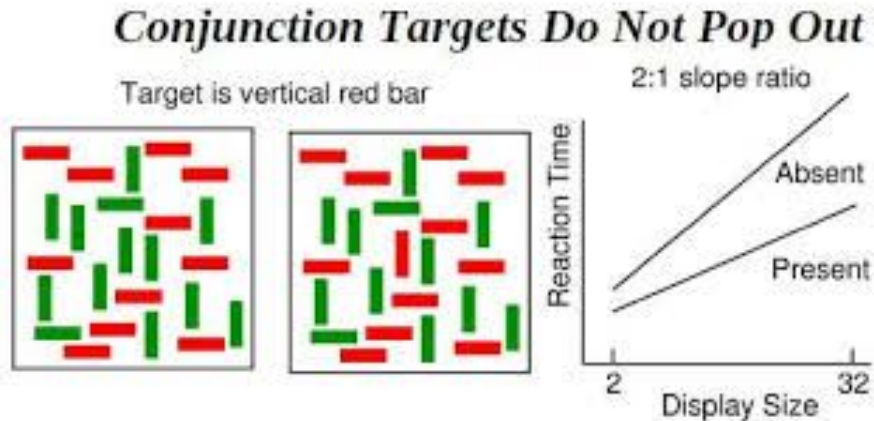 Conjunction Targets Do Not Pop Out
Target is vertical red bar
2:1 slope ratio
Reaction Time
Absent
Present
2
32
Display Size